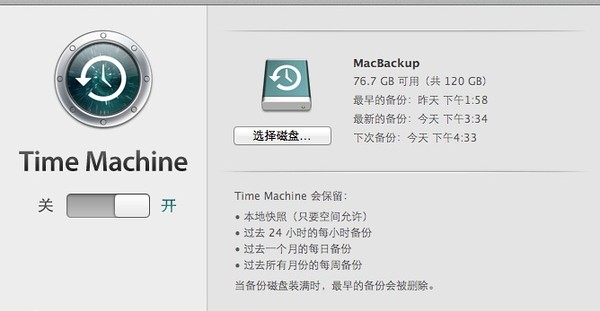 Time Machine
关 开
MacBackup
76.7 GB 可用（共 120 GB）
最早的备份：昨天 下午1:58
最新的备份：今天 下午3:34
下次备份：今天 下午4:33
选择磁盘...
Time Machine 会保留：
• 本地快照（只要空间允许）
• 过去 24 小时的每小时备份
• 过去一个月的每日备份
• 过去所有月份的每周备份
当备份磁盘装满时，最早的备份会被删除。